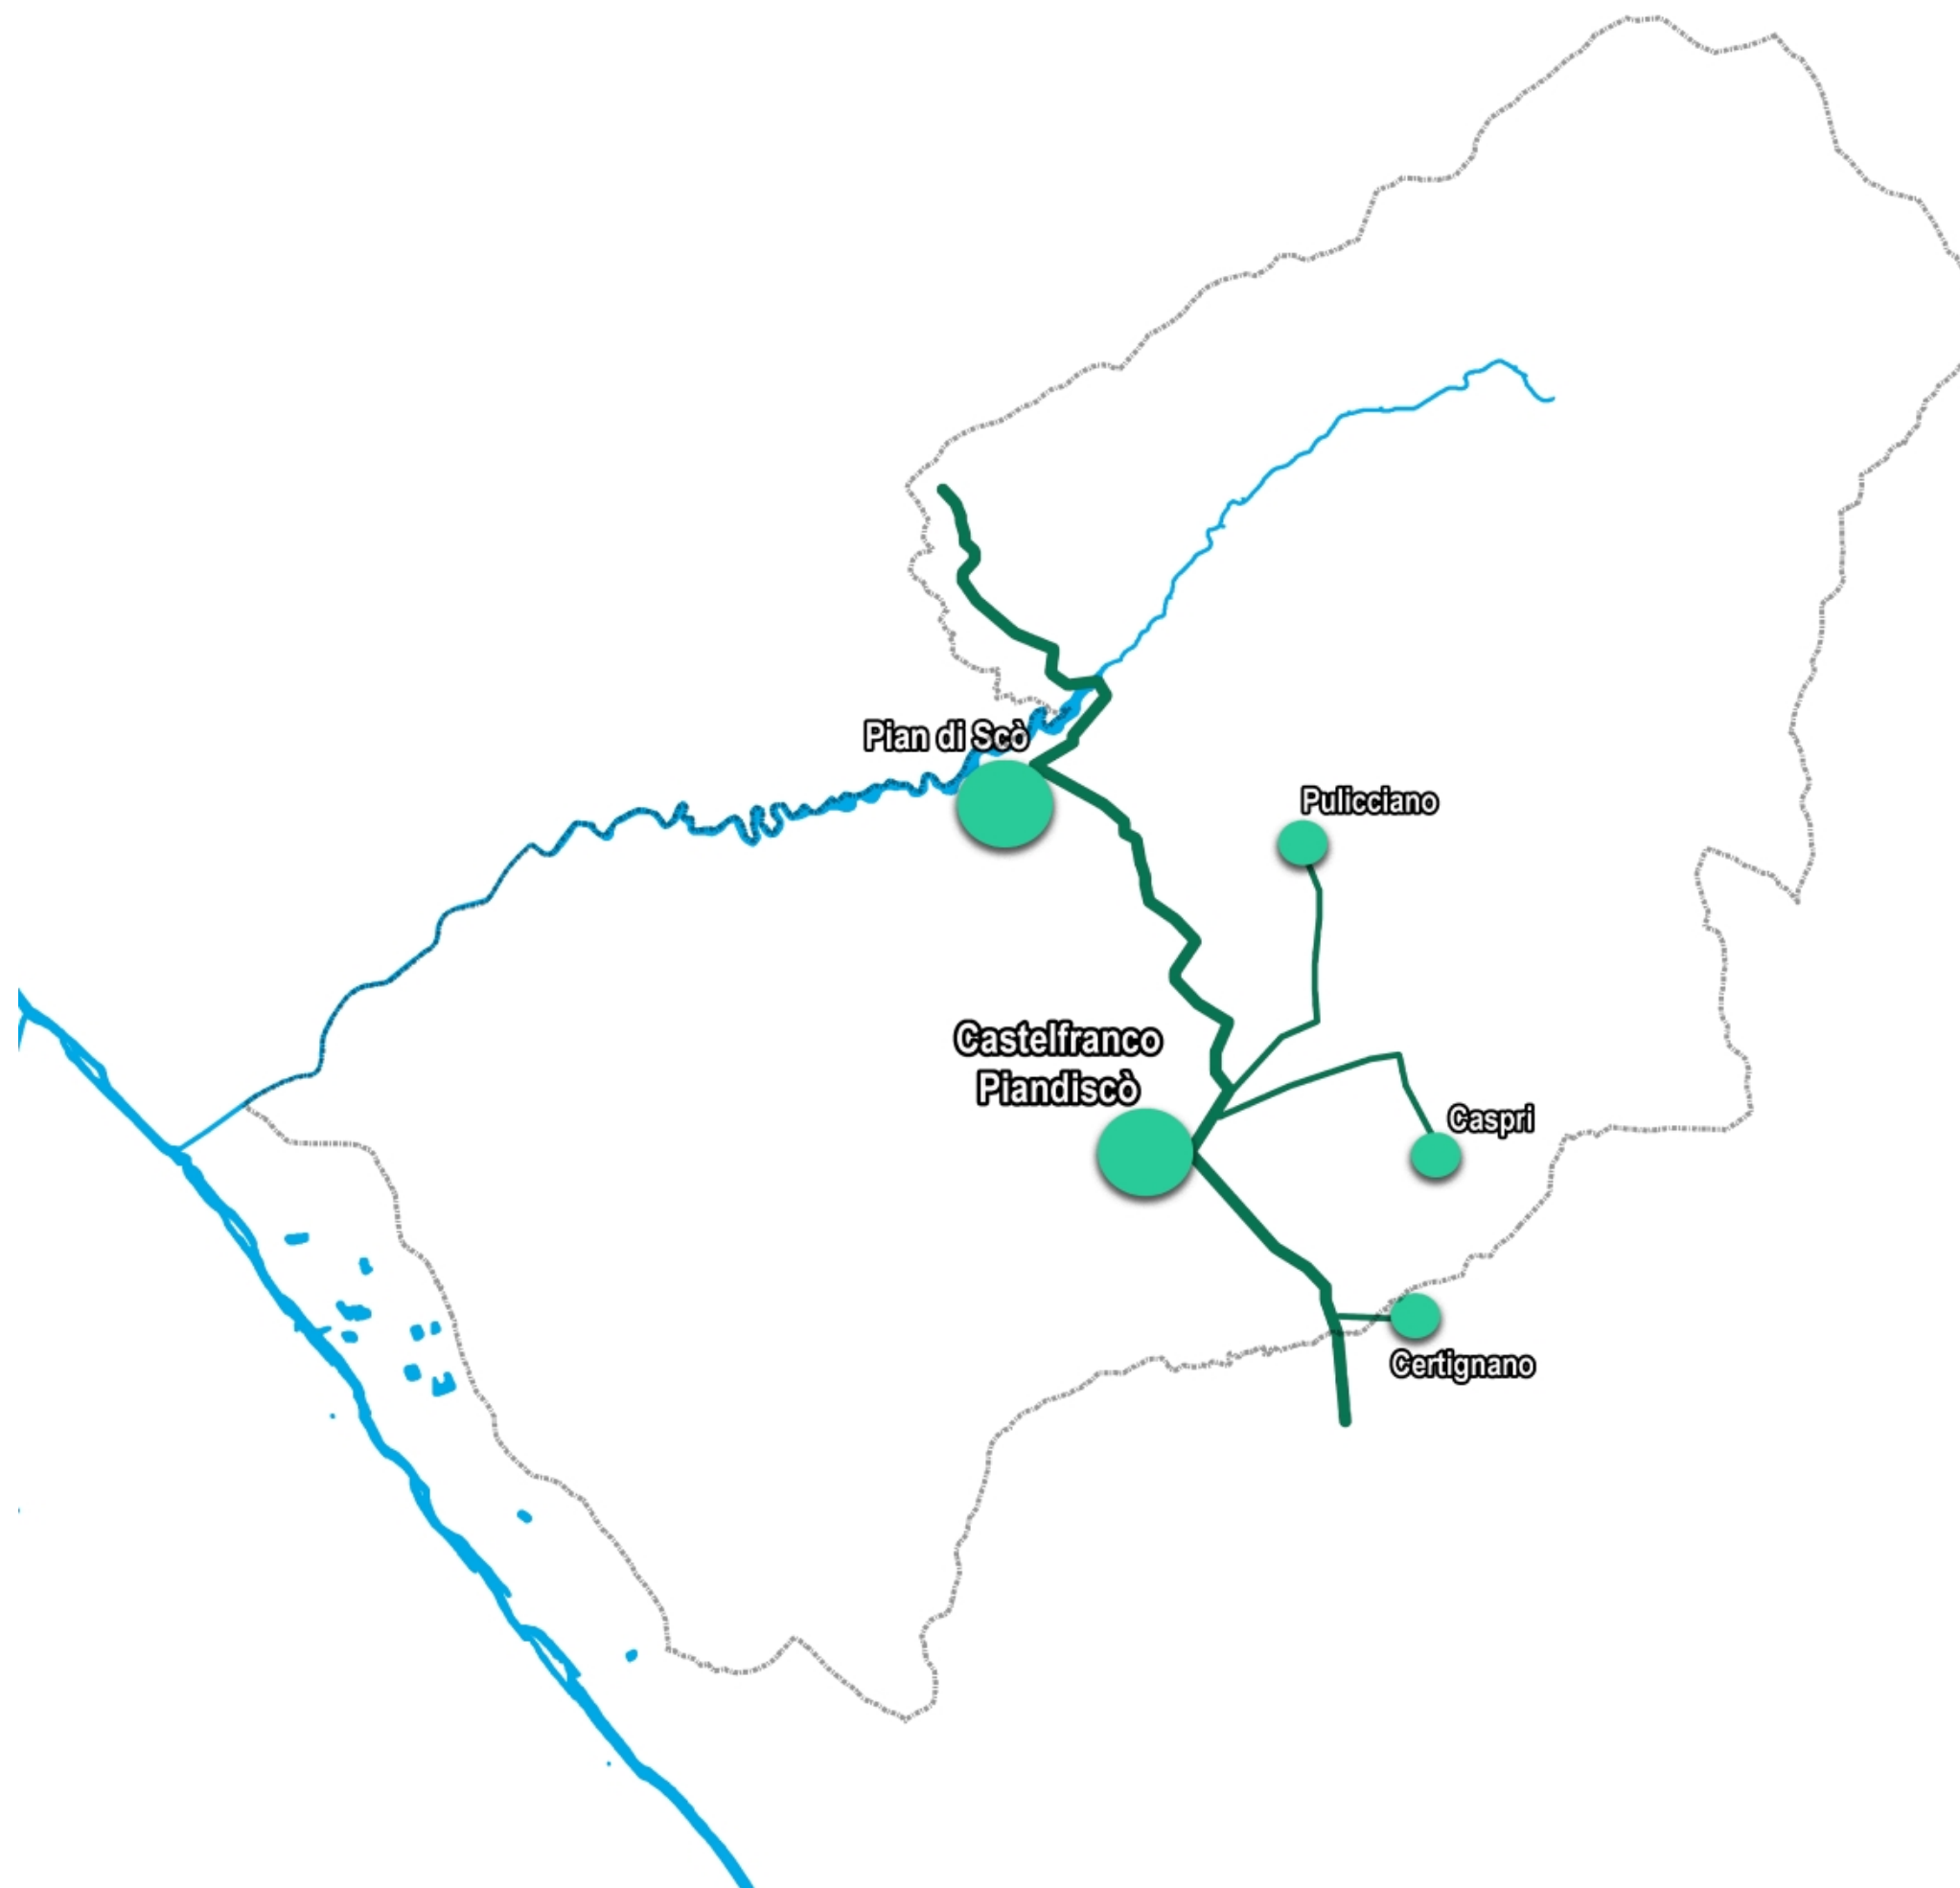 Pian di Scò
Pulicciano
Castelfranco
Piandiscò
Caspri
Certignano